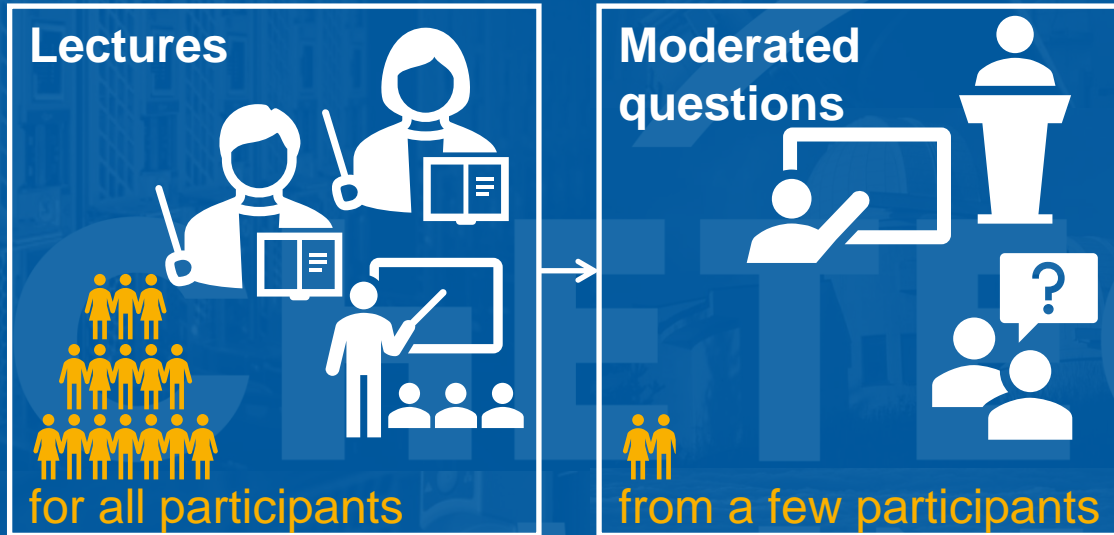 Lectures
for all participants
Moderated
questions
?
from a few participants